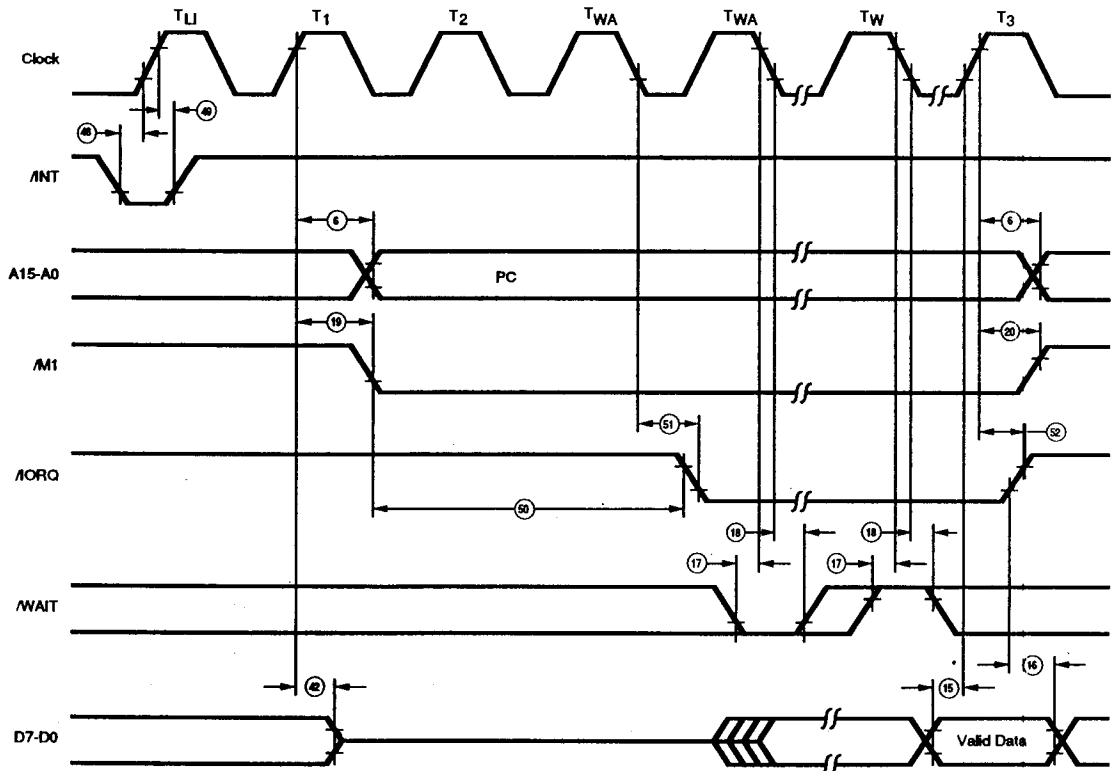 TLI T1 T2 TWA TWA TW T3
Clock
49
48
/INT
6 6
A15-A0 PC
19 20
/M1
51 52
/IORQ
50
18 18
17 17
/WAIT
16
42 15
D7-D0 Valid Data